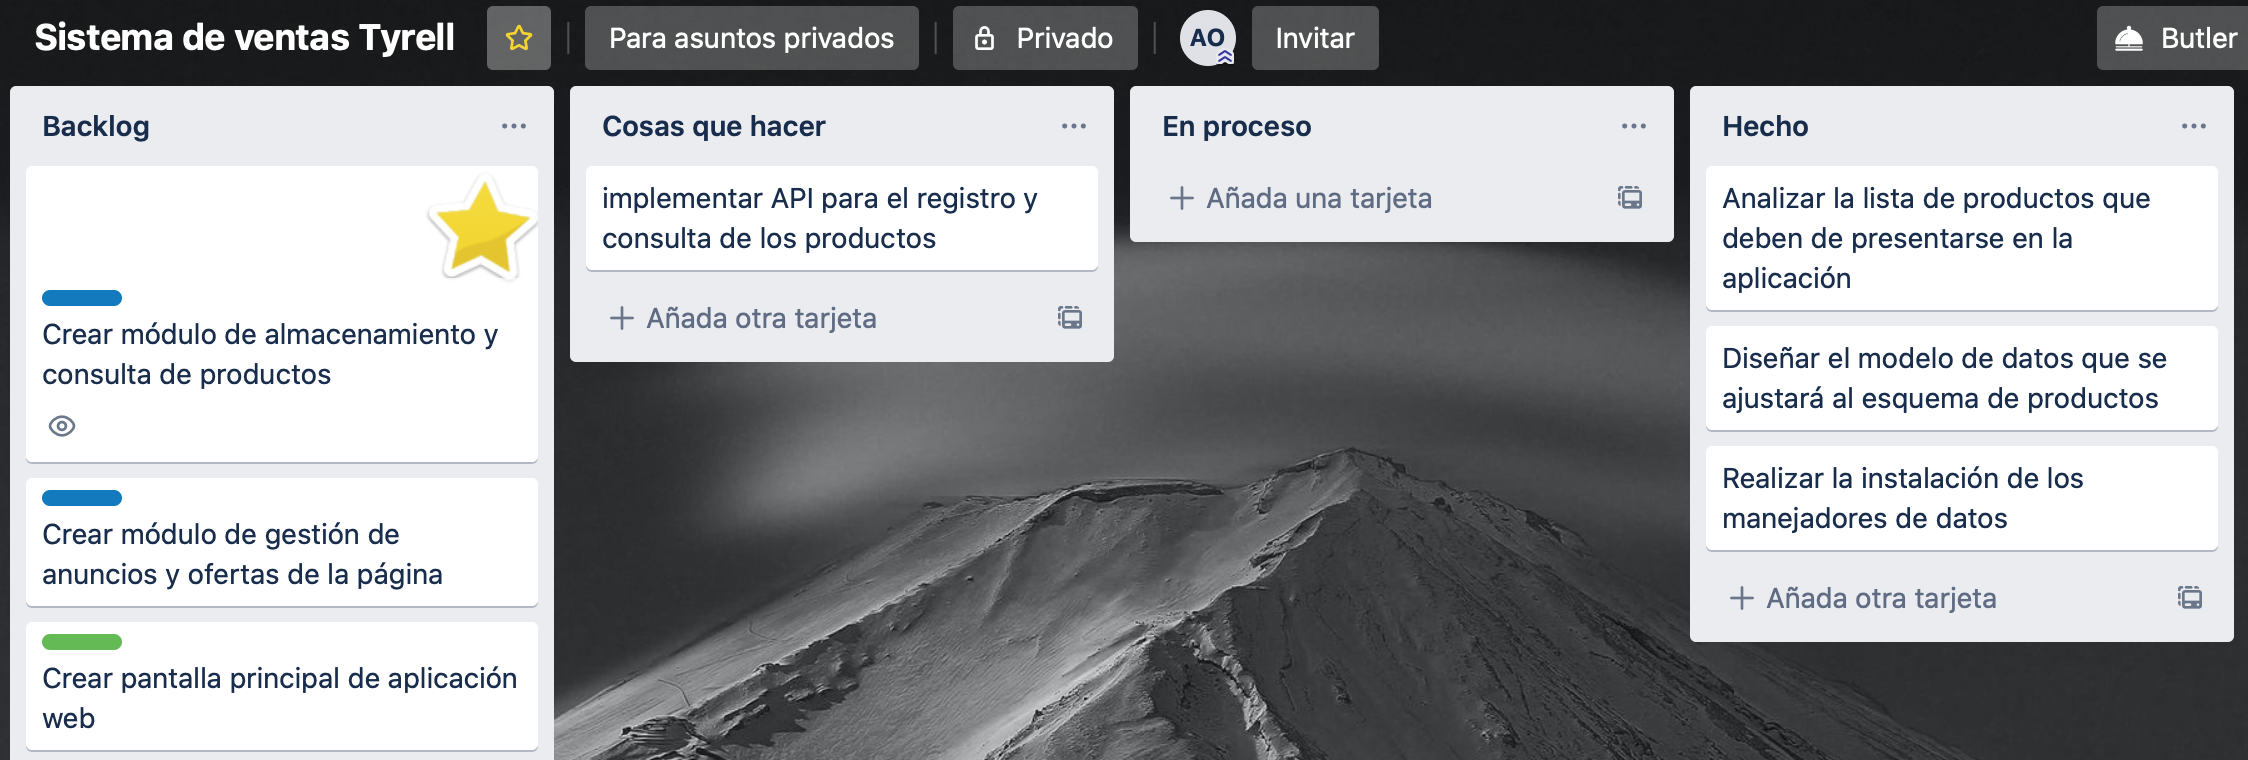 Sistema de ventas Tyrell
Para asuntos privados
Privado
AO
Invitar
Butler
Backlog
Crear módulo de almacenamiento y
consulta de productos
Crear módulo de gestión de
anuncios y ofertas de la página
Crear pantalla principal de aplicación
web
Cosas que hacer
implementar API para el registro y
consulta de los productos
Añada otra tarjeta
En proceso
Añada una tarjeta
Hecho
Analizar la lista de productos que
deben de presentarse en la
aplicación
Diseñar el modelo de datos que se
ajustará al esquema de productos
Realizar la instalación de los
manejadores de datos
Añada otra tarjeta